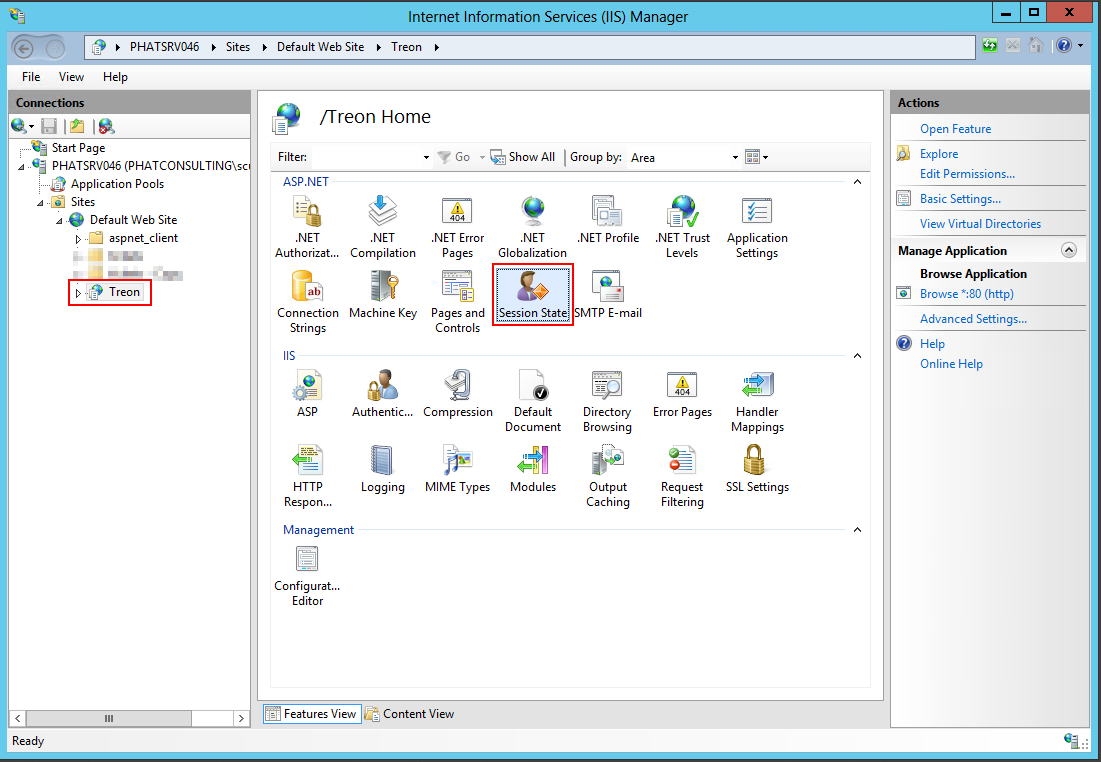 Internet Information Services (IIS) Manager
PHATSRV046 Sites Default Web Site Treon
File View Help
Connections
Start Page
PHATSRV046 (PHATCONSULTING\scr
Application Pools
Sites
Default Web Site
aspnet_client
Treon
/Treon Home
Filter: Go Show All Group by: Area
ASP.NET
.NET Authorizat...
.NET Compilation
.NET Error Pages
.NET Globalization
.NET Profile
.NET Trust Levels
Application Settings
Connection Strings
Machine Key
Pages and Controls
Session State
SMTP E-mail
IIS
ASP
Authentic...
Compression
Default Document
Directory Browsing
Error Pages
Handler Mappings
HTTP Respon...
Logging
MIME Types
Modules
Output Caching
Request Filtering
SSL Settings
Management
Configurat... Editor
Features View Content View
Actions
Open Feature
Explore
Edit Permissions...
Basic Settings...
View Virtual Directories
Manage Application
Browse Application
Browse *:80 (http)
Advanced Settings...
Help
Online Help
Ready